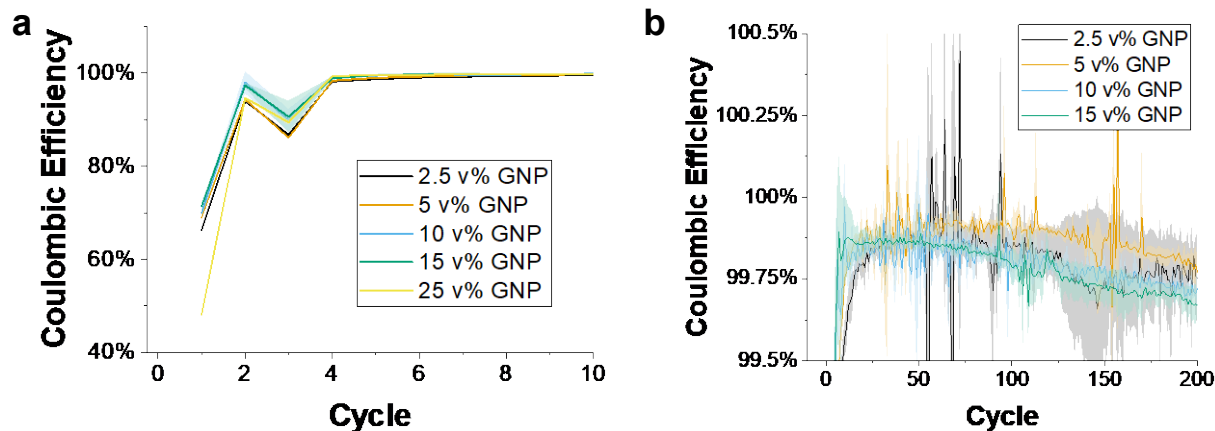 a
Coulombic Efficiency
100%
80%
60%
40%
0
2
4
6
8
10
Cycle
2.5 v% GNP
5 v% GNP
10 v% GNP
15 v% GNP
25 v% GNP
b
Coulombic Efficiency
100.5%
100.25%
100%
99.75%
99.5%
0
50
100
150
200
Cycle
2.5 v% GNP
5 v% GNP
10 v% GNP
15 v% GNP